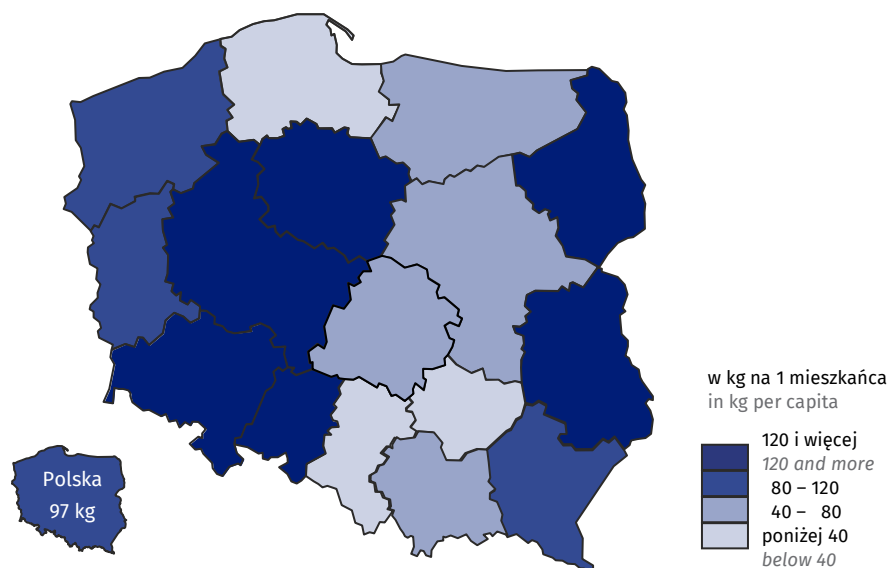 Polska
97 kg
w kg na 1 mieszkańca
in kg per capita
120 i więcej
120 and more
80 – 120
40 – 80
poniżej 40
below 40